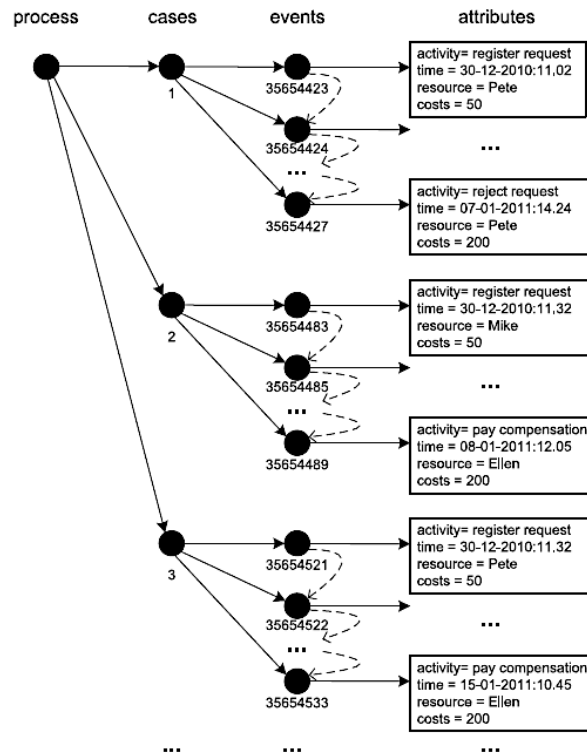 process cases events attributes
activity= register request
time = 30-12-2010:11.02
resource = Pete
costs = 50
35654423
1
35654424
...
...
activity= reject request
time = 07-01-2011:14.24
resource = Pete
costs = 200
35654427
activity= register request
time = 30-12-2010:11.32
resource = Mike
costs = 50
35654483
2
35654485
...
...
activity= pay compensation
time = 08-01-2011:12.05
resource = Ellen
costs = 200
35654489
activity= register request
time = 30-12-2010:11.32
resource = Pete
costs = 50
35654521
3
35654522
...
...
activity= pay compensation
time = 15-01-2011:10.45
resource = Ellen
costs = 200
35654533
... ... ...